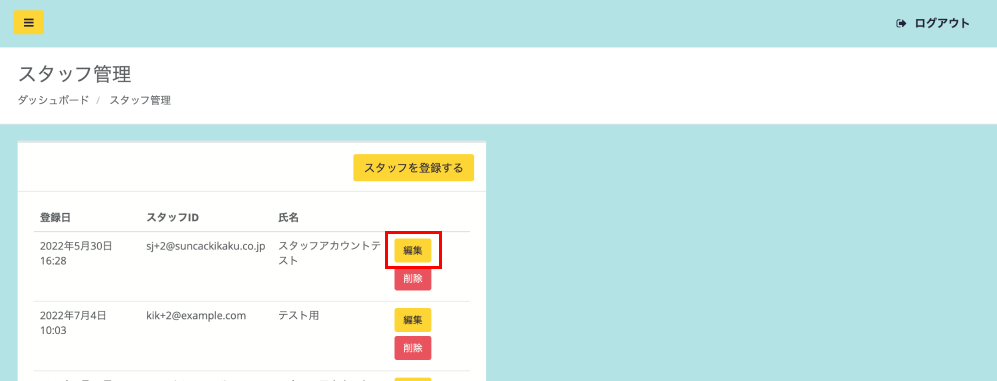 ログアウト
スタッフ管理
ダッシュボード / スタッフ管理
スタッフを登録する
登録日 スタッフID 氏名
2022年5月30日 sj+2@suncackikaku.co.jp スタッフアカウントテ 編集
16:28 スト
削除
2022年7月4日 kik+2@example.com テスト用 編集
10:03
削除